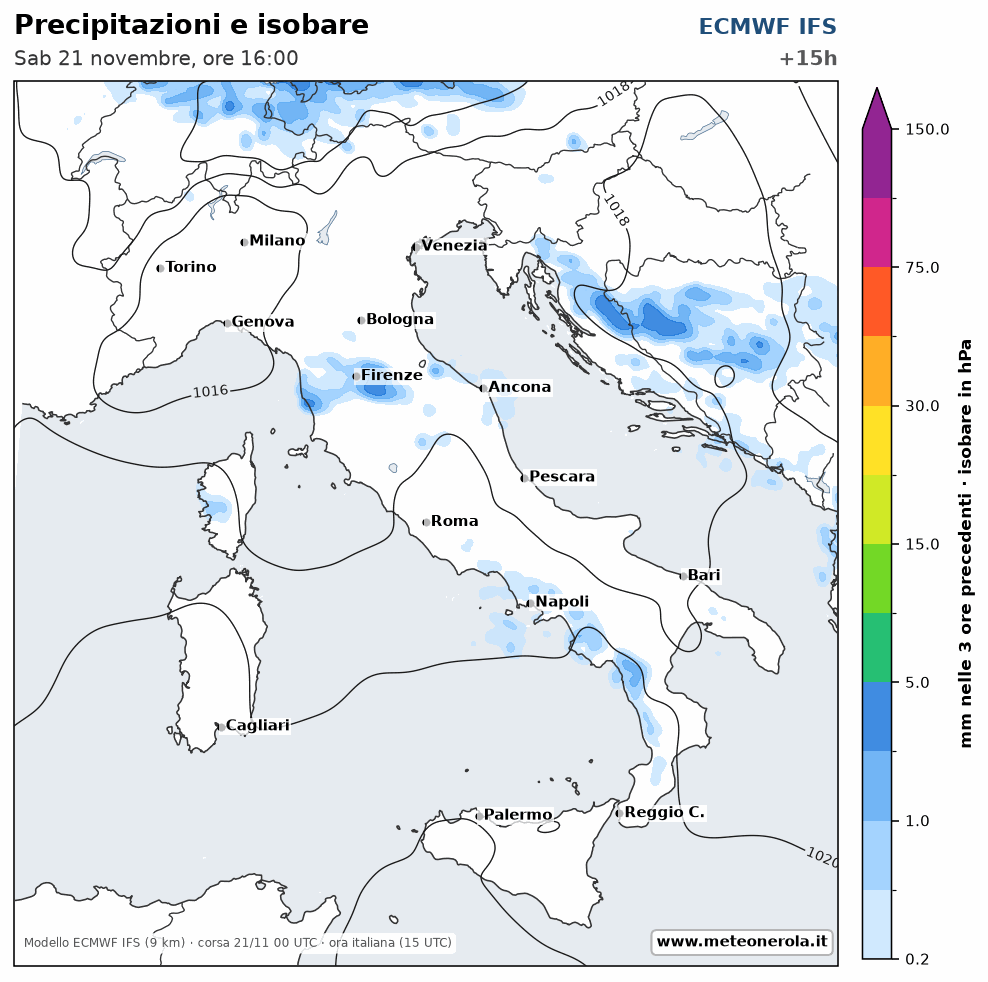 Precipitazioni e isobare
ECMWF IFS
Sab 21 novembre, ore 16:00
+15h
1018
150.0
1018
Milano
Venezia
Torino
75.0
Genova
Bologna
Firenze
Ancona
1016
30.0
Pescara
Roma
15.0
Bari
Napoli
5.0
Cagliari
Palermo
Reggio C.
1.0
1020
Modello ECMWF IFS (9 km) · corsa 21/11 00 UTC · ora italiana (15 UTC)
www.meteonerola.it
0.2
mm nelle 3 ore precedenti · isobare in hPa